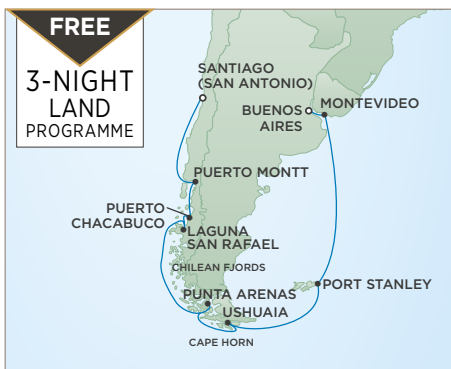 FREE
3-NIGHT
LAND
PROGRAMME
SANTIAGO
(SAN ANTONIO)
BUENOS
AIRES
MONTEVIDEO
PUERTO MONTT
PUERTO
CHACABUCO
LAGUNA
SAN RAFAEL
CHILEAN FJORDS
PUNTA ARENAS
PORT STANLEY
USHUAIA
CAPE HORN